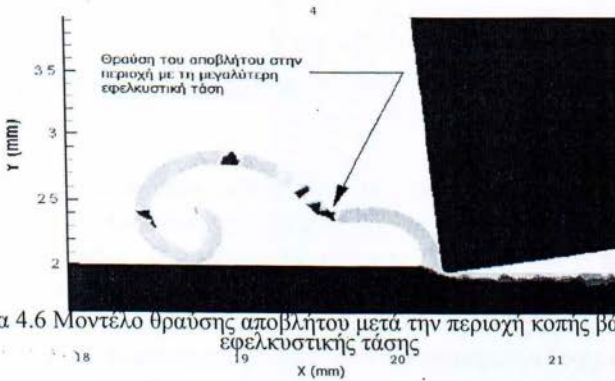 4
3.5
Θραύση του αποβλήτου στην
περιοχή με τη μεγαλύτερη
εφελκυστική τάση
3
Y (mm)
2.5
2
α 4.6 Μοντέλο θραύσης αποβλήτου μετά την περιοχή κοπής βά
εφελκυστικής τάσης
18 19 20 21
X (mm)